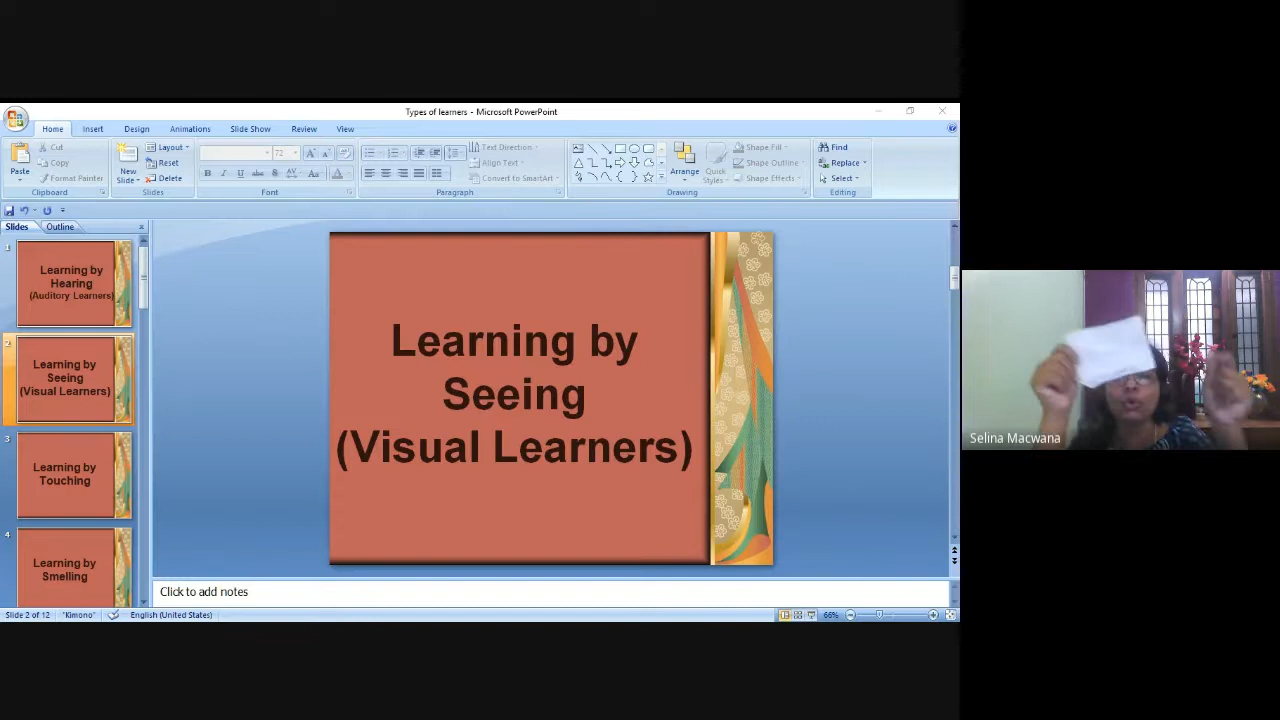 Types of learners - Microsoft PowerPoint
Home Insert Design Animations Slide Show Review View
Paste
Cut
Copy
Format Painter
Clipboard
New
Slide
Layout
Reset
Delete
Slides
72
B I U abc S AV Aa A
Font
Text Direction
Align Text
Convert to SmartArt
Paragraph
Arrange
Quick
Styles
Shape Fill
Shape Outline
Shape Effects
Drawing
Find
Replace
Select
Editing
Slides Outline
1
Learning by
Hearing
(Auditory Learners)
2
Learning by
Seeing
(Visual Learners)
3
Learning by
Touching
4
Learning by
Smelling
Learning by
Seeing
(Visual Learners)
Click to add notes
Slide 2 of 12 "Kimono" English (United States) 66%
Selina Macwana